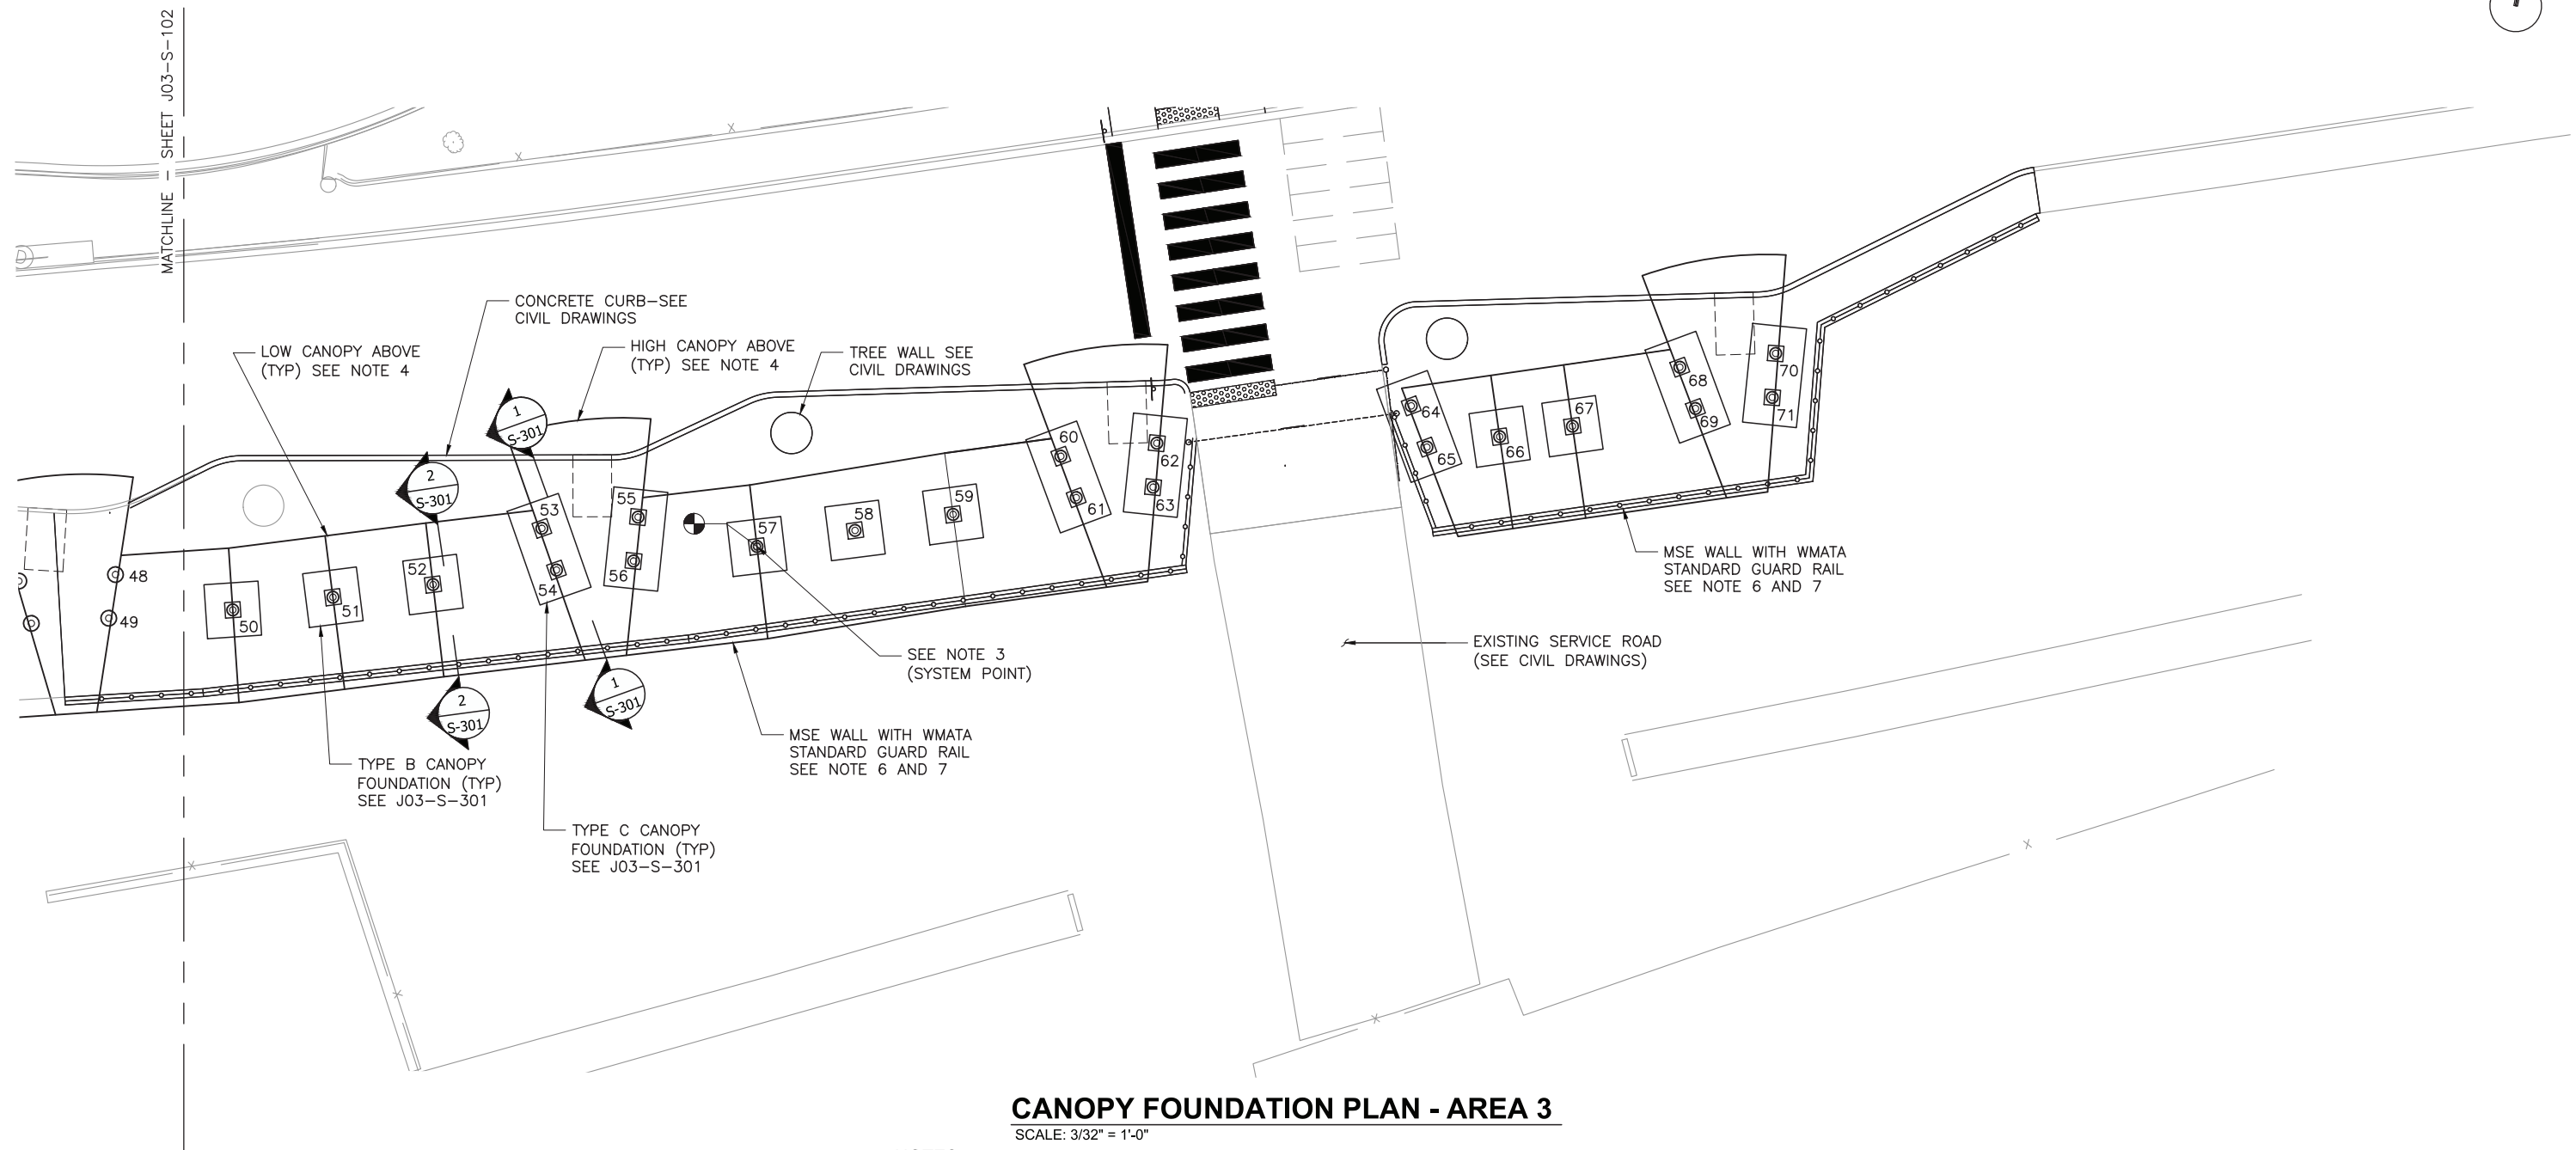 MATCHLINE - SHEET J03-S-102
CONCRETE CURB-SEE
CIVIL DRAWINGS
LOW CANOPY ABOVE
(TYP) SEE NOTE 4
HIGH CANOPY ABOVE
(TYP) SEE NOTE 4
TREE WALL SEE
CIVIL DRAWINGS
1
S-301
2
S-301
48
49
50
51
52
53
54
55
56
57
58
59
60
61
62
63
64
65
66
67
68
69
70
71
2
S-301
1
S-301
MSE WALL WITH WMATA
STANDARD GUARD RAIL
SEE NOTE 6 AND 7
EXISTING SERVICE ROAD
(SEE CIVIL DRAWINGS)
SEE NOTE 3
(SYSTEM POINT)
MSE WALL WITH WMATA
STANDARD GUARD RAIL
SEE NOTE 6 AND 7
TYPE B CANOPY
FOUNDATION (TYP)
SEE J03-S-301
TYPE C CANOPY
FOUNDATION (TYP)
SEE J03-S-301
CANOPY FOUNDATION PLAN - AREA 3
SCALE: 3/32" = 1'-0"